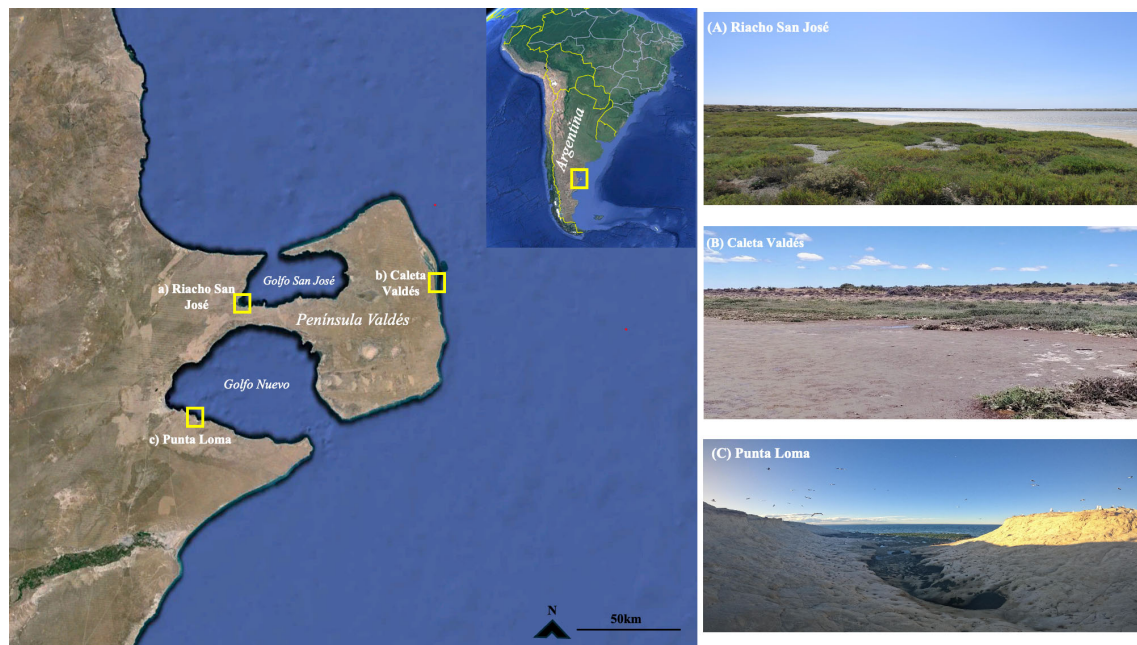 Argentina
Golfo San José
b) Caleta
Valdés
a) Riacho San
José
Península Valdés
Golfo Nuevo
c) Punta Loma
N
50km
(A) Riacho San José
(B) Caleta Valdés
(C) Punta Loma